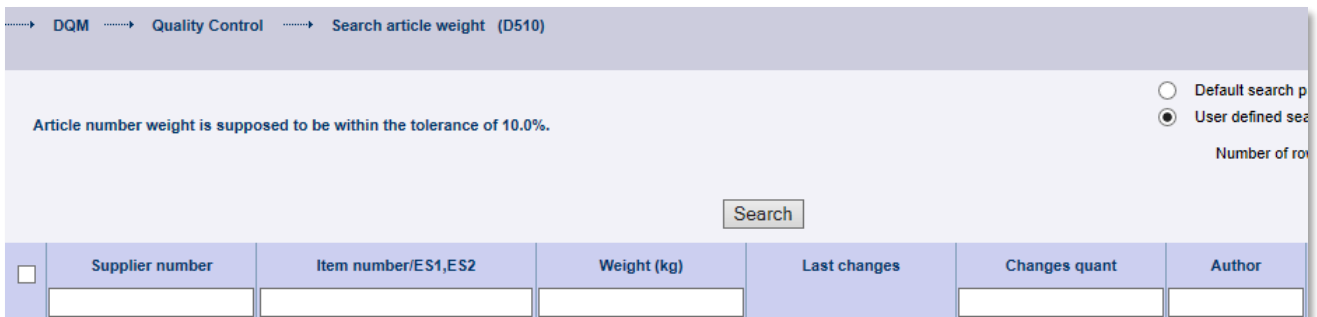 DQM Quality Control Search article weight (D510)
Default search p
User defined sea
Article number weight is supposed to be within the tolerance of 10.0%.
Number of ro
Search
Supplier number Item number/ES1,ES2 Weight (kg) Last changes Changes quant Author